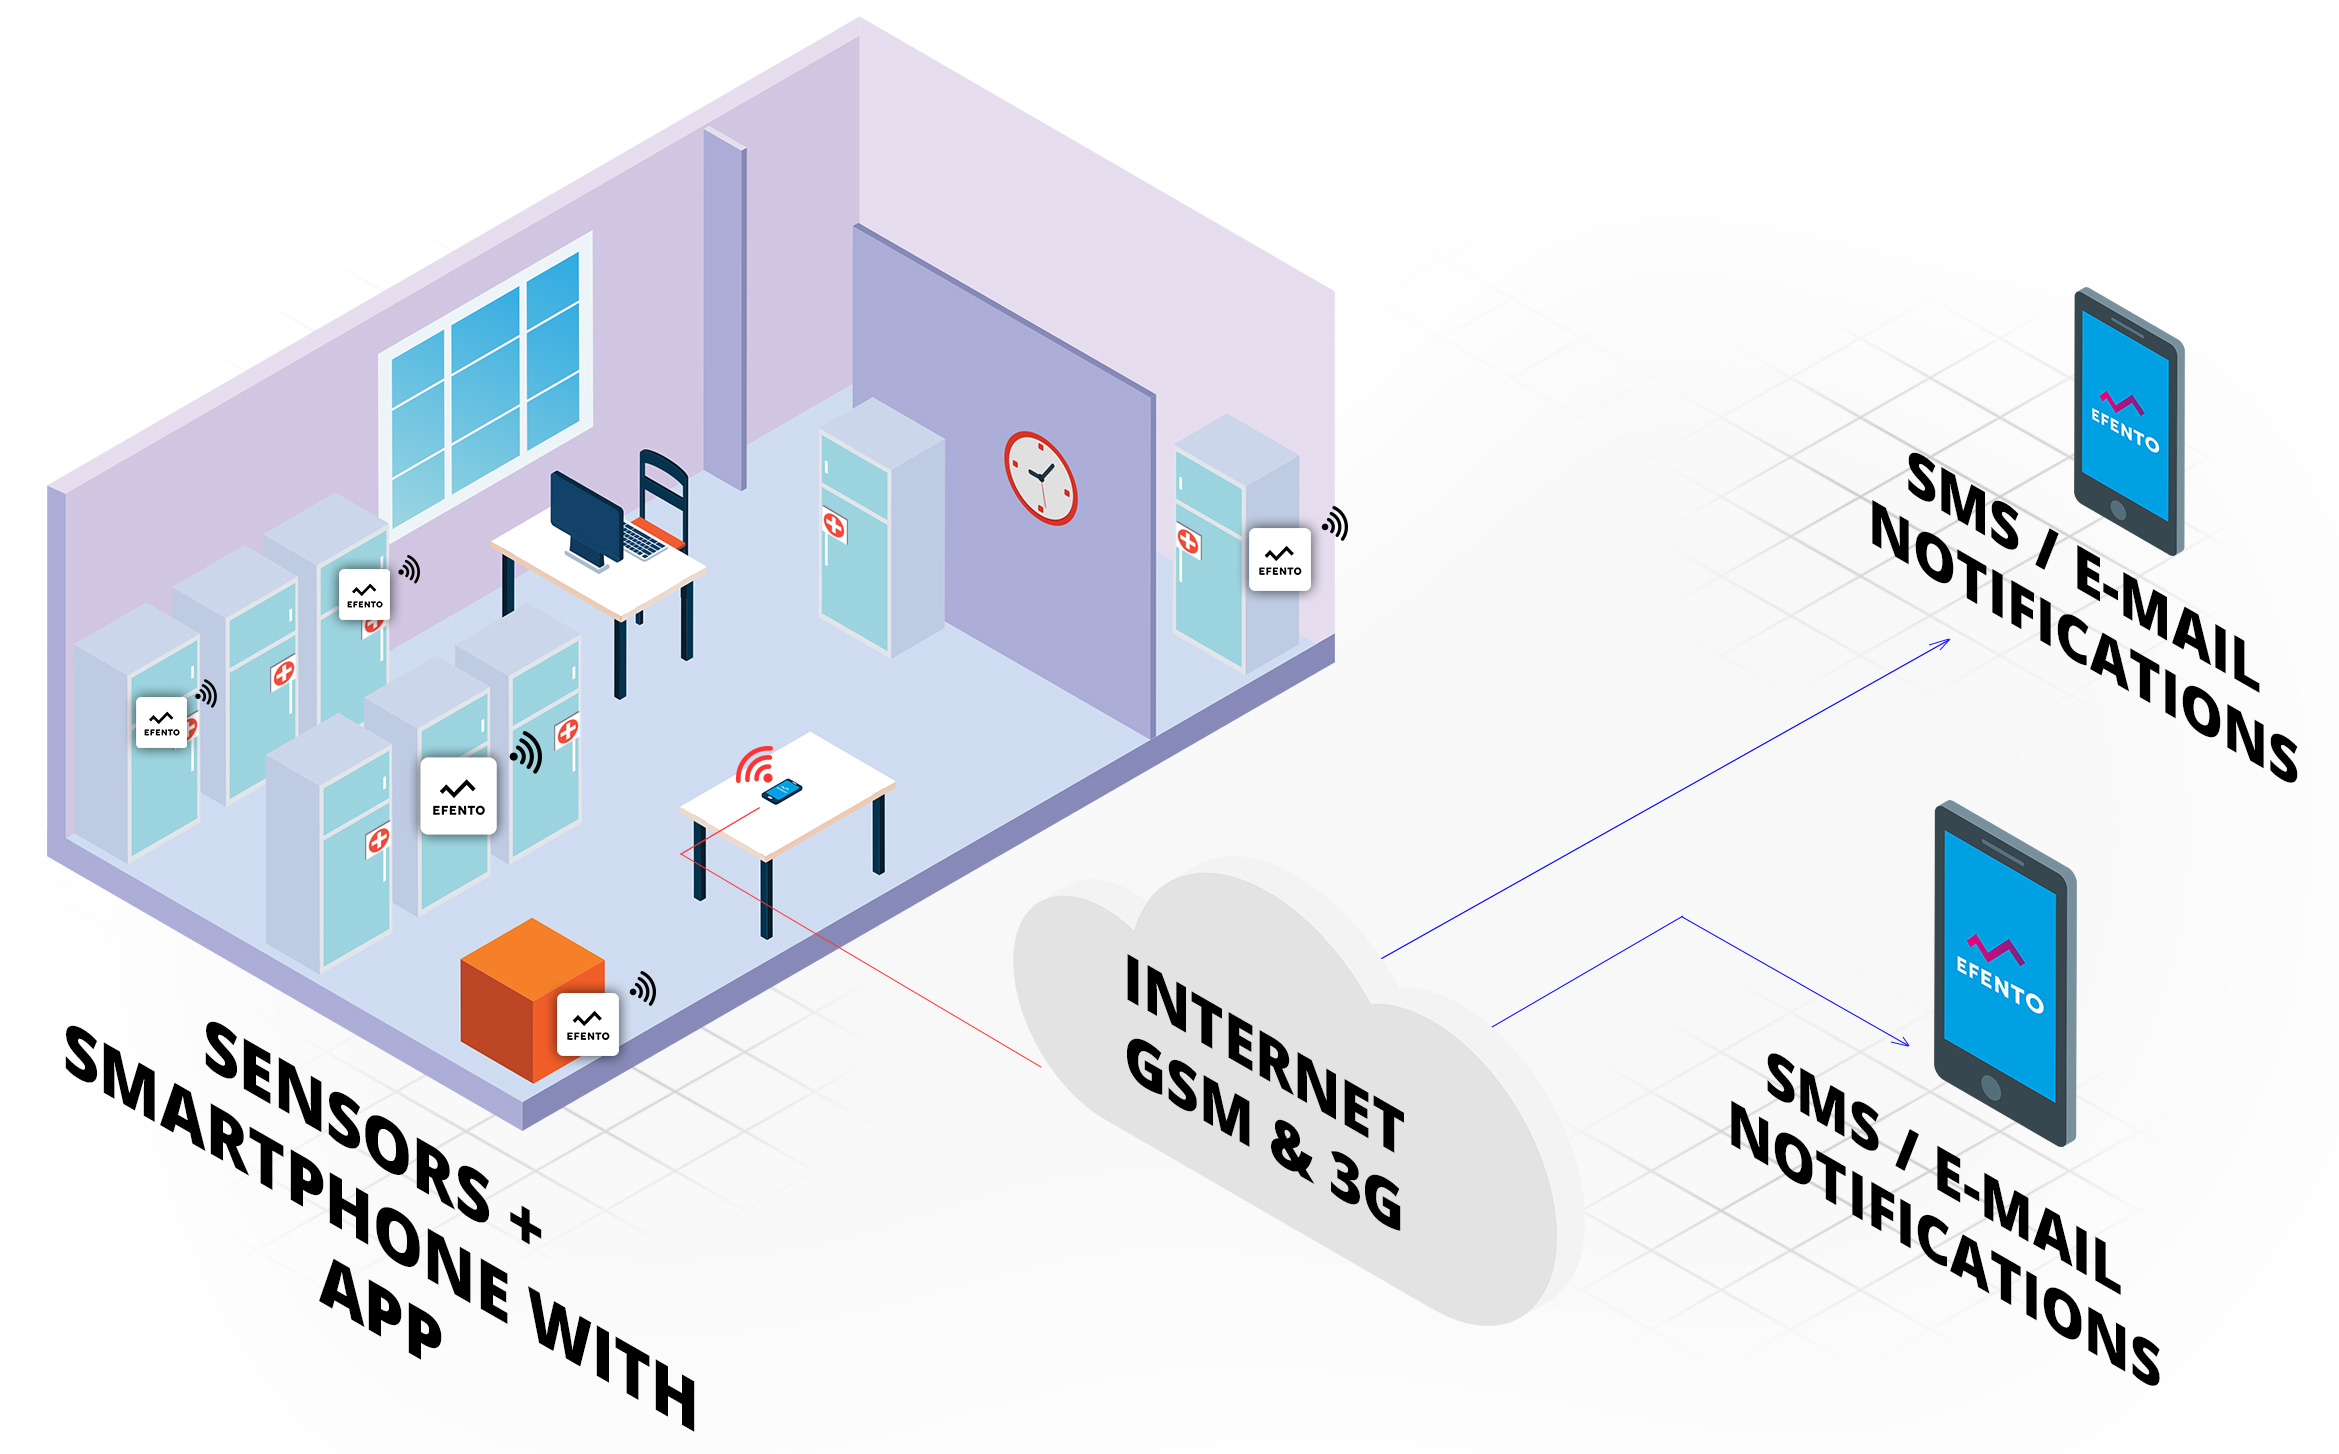 EFENTO
EFENTO
EFENTO
EFENTO
EFENTO
SENSORS +
SMARTPHONE WITH
APP
INTERNET
GSM & 3G
EFENTO
SMS / E-MAIL
NOTIFICATIONS
EFENTO
SMS / E-MAIL
NOTIFICATIONS